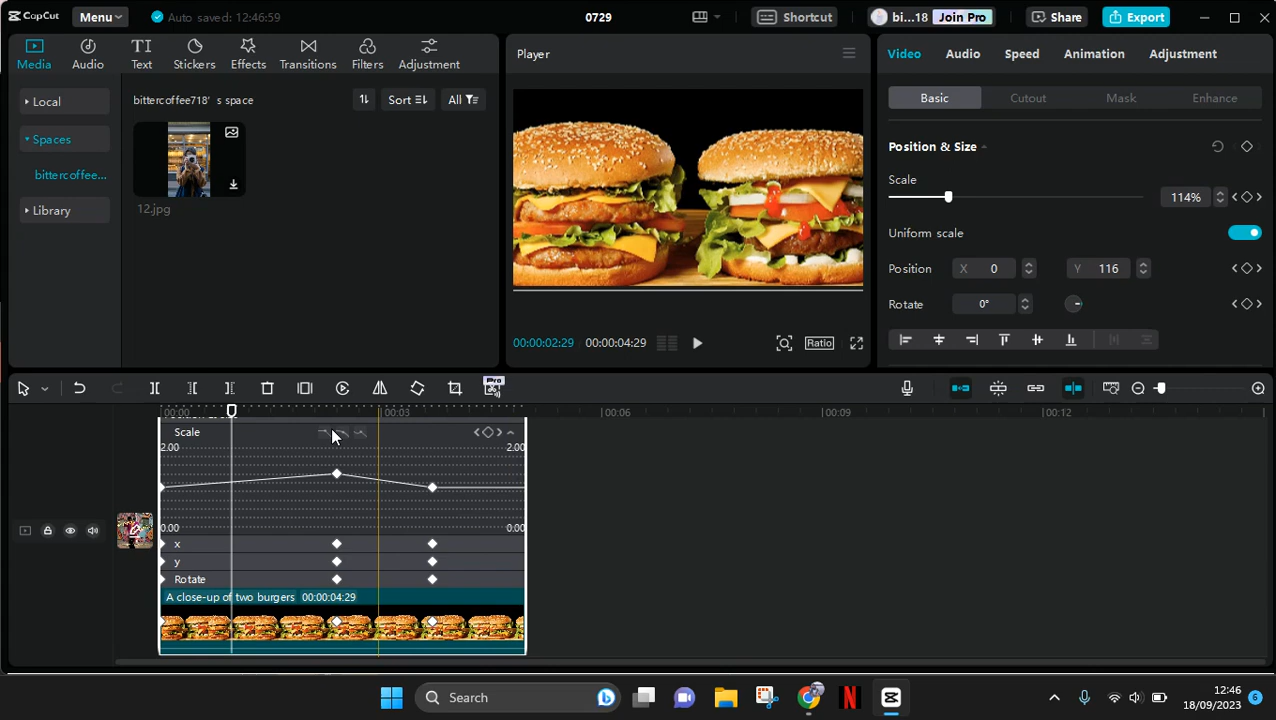 CapCut
Menu
Auto saved: 12:46:59
0729
Shortcut
bi...18
Join Pro
Share
Export
Media
Audio
Text
Stickers
Effects
Transitions
Filters
Adjustment
Local
Spaces
bittercoffee...
Library
bittercoffee718' s space
Sort
All
12.jpg
Player
00:00:02:29
00:00:04:29
Ratio
Video
Audio
Speed
Animation
Adjustment
Basic
Cutout
Mask
Enhance
Position & Size
Scale
114%
Uniform scale
Position
X 0
Y 116
Rotate
0°
Pro
00:00
00:03
00:06
00:09
00:12
Scale
2.00
2.00
0.00
0.00
x
y
Rotate
A close-up of two burgers 00:00:04:29
Search
12:46
18/09/2023
6